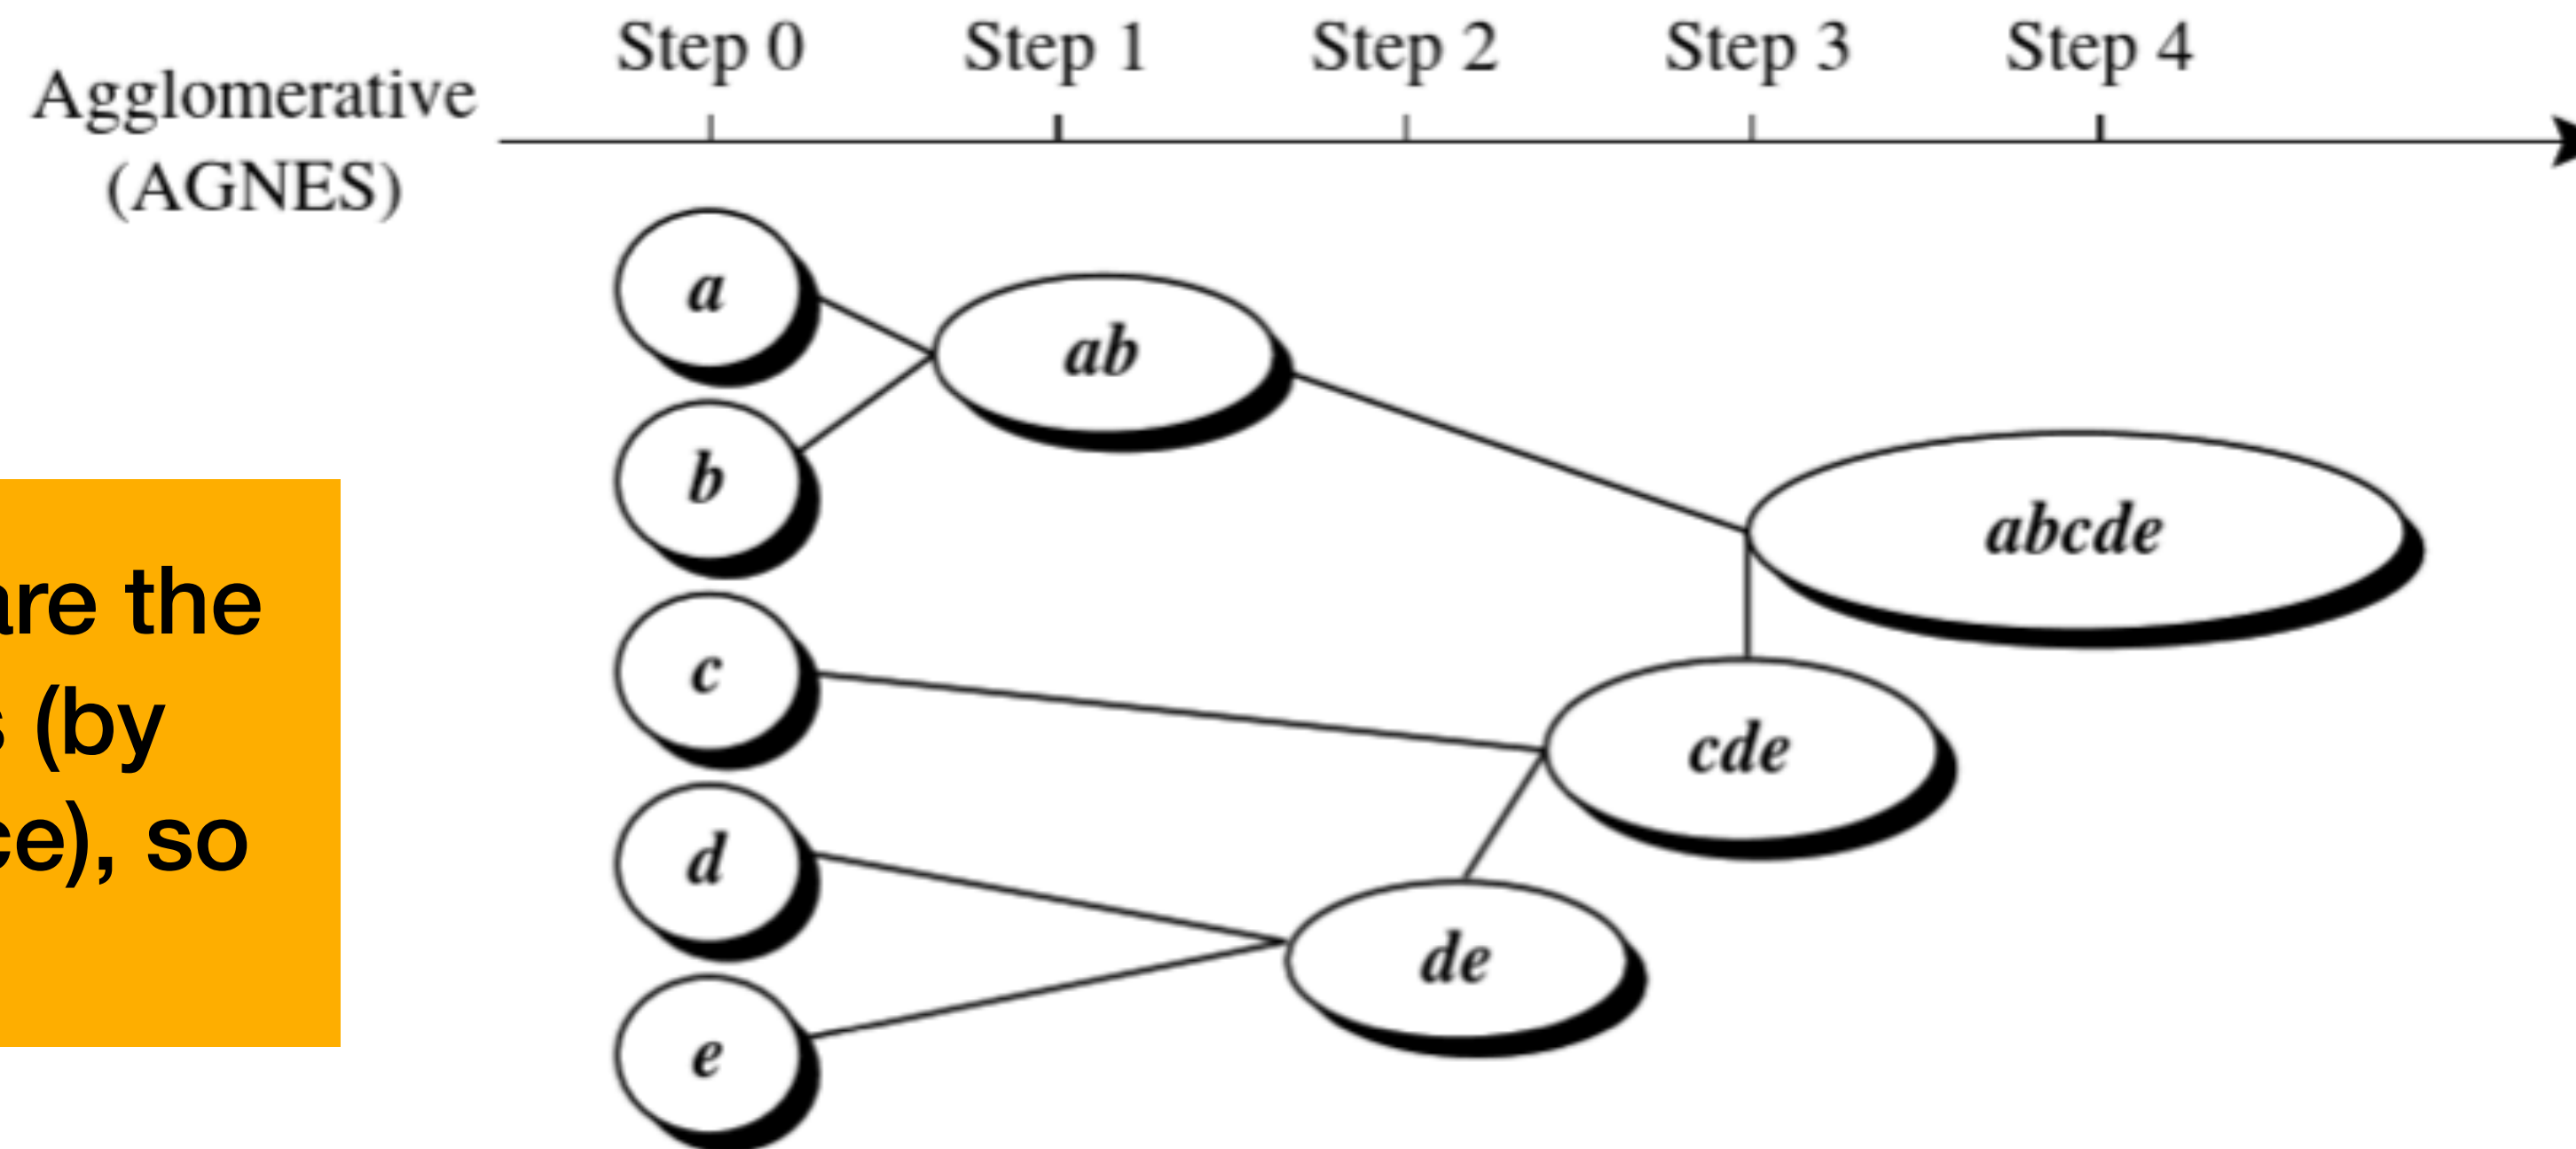 Step 0 Step 1 Step 2 Step 3 Step 4
Agglomerative
(AGNES)
a
ab
b
abcde
the
(by
so
c
cde
d
de
e